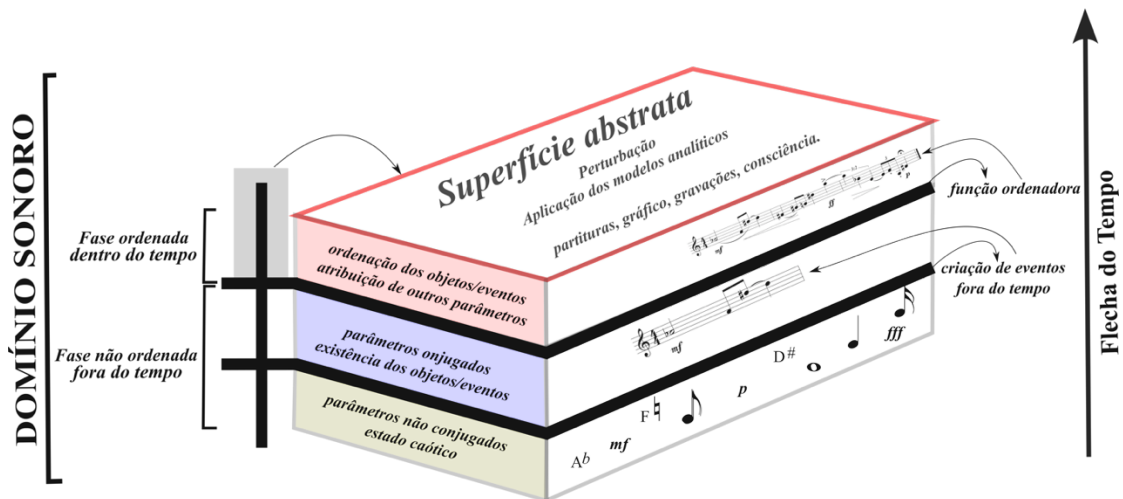 DOMÍNIO SONORO
Fase ordenada
dentro do tempo
Fase não ordenada
fora do tempo
Superfície abstrata
Perturbação
Aplicação dos modelos analíticos
partituras, gráfico, gravações, consciência.
ordenação dos objetos/eventos
atribuição de outros parâmetros
parâmetros onjugados
existência dos objetos/eventos
parâmetros não conjugados
estado caótico
mf
ff
p
mf
Ab
mf
F
p
D#
fff
função ordenadora
criação de eventos
fora do tempo
Flecha do Tempo